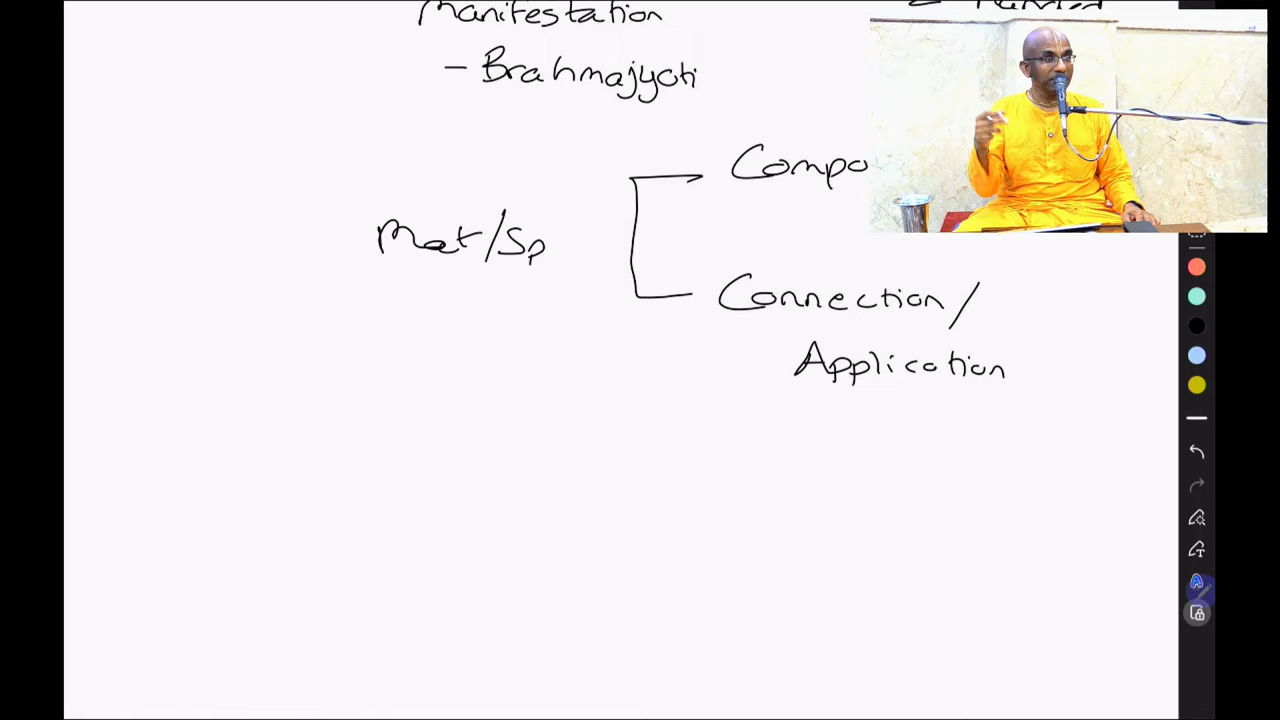 Manifestation
- Brahmajyoti
Compo
Mat/Sp
Connection/
Application